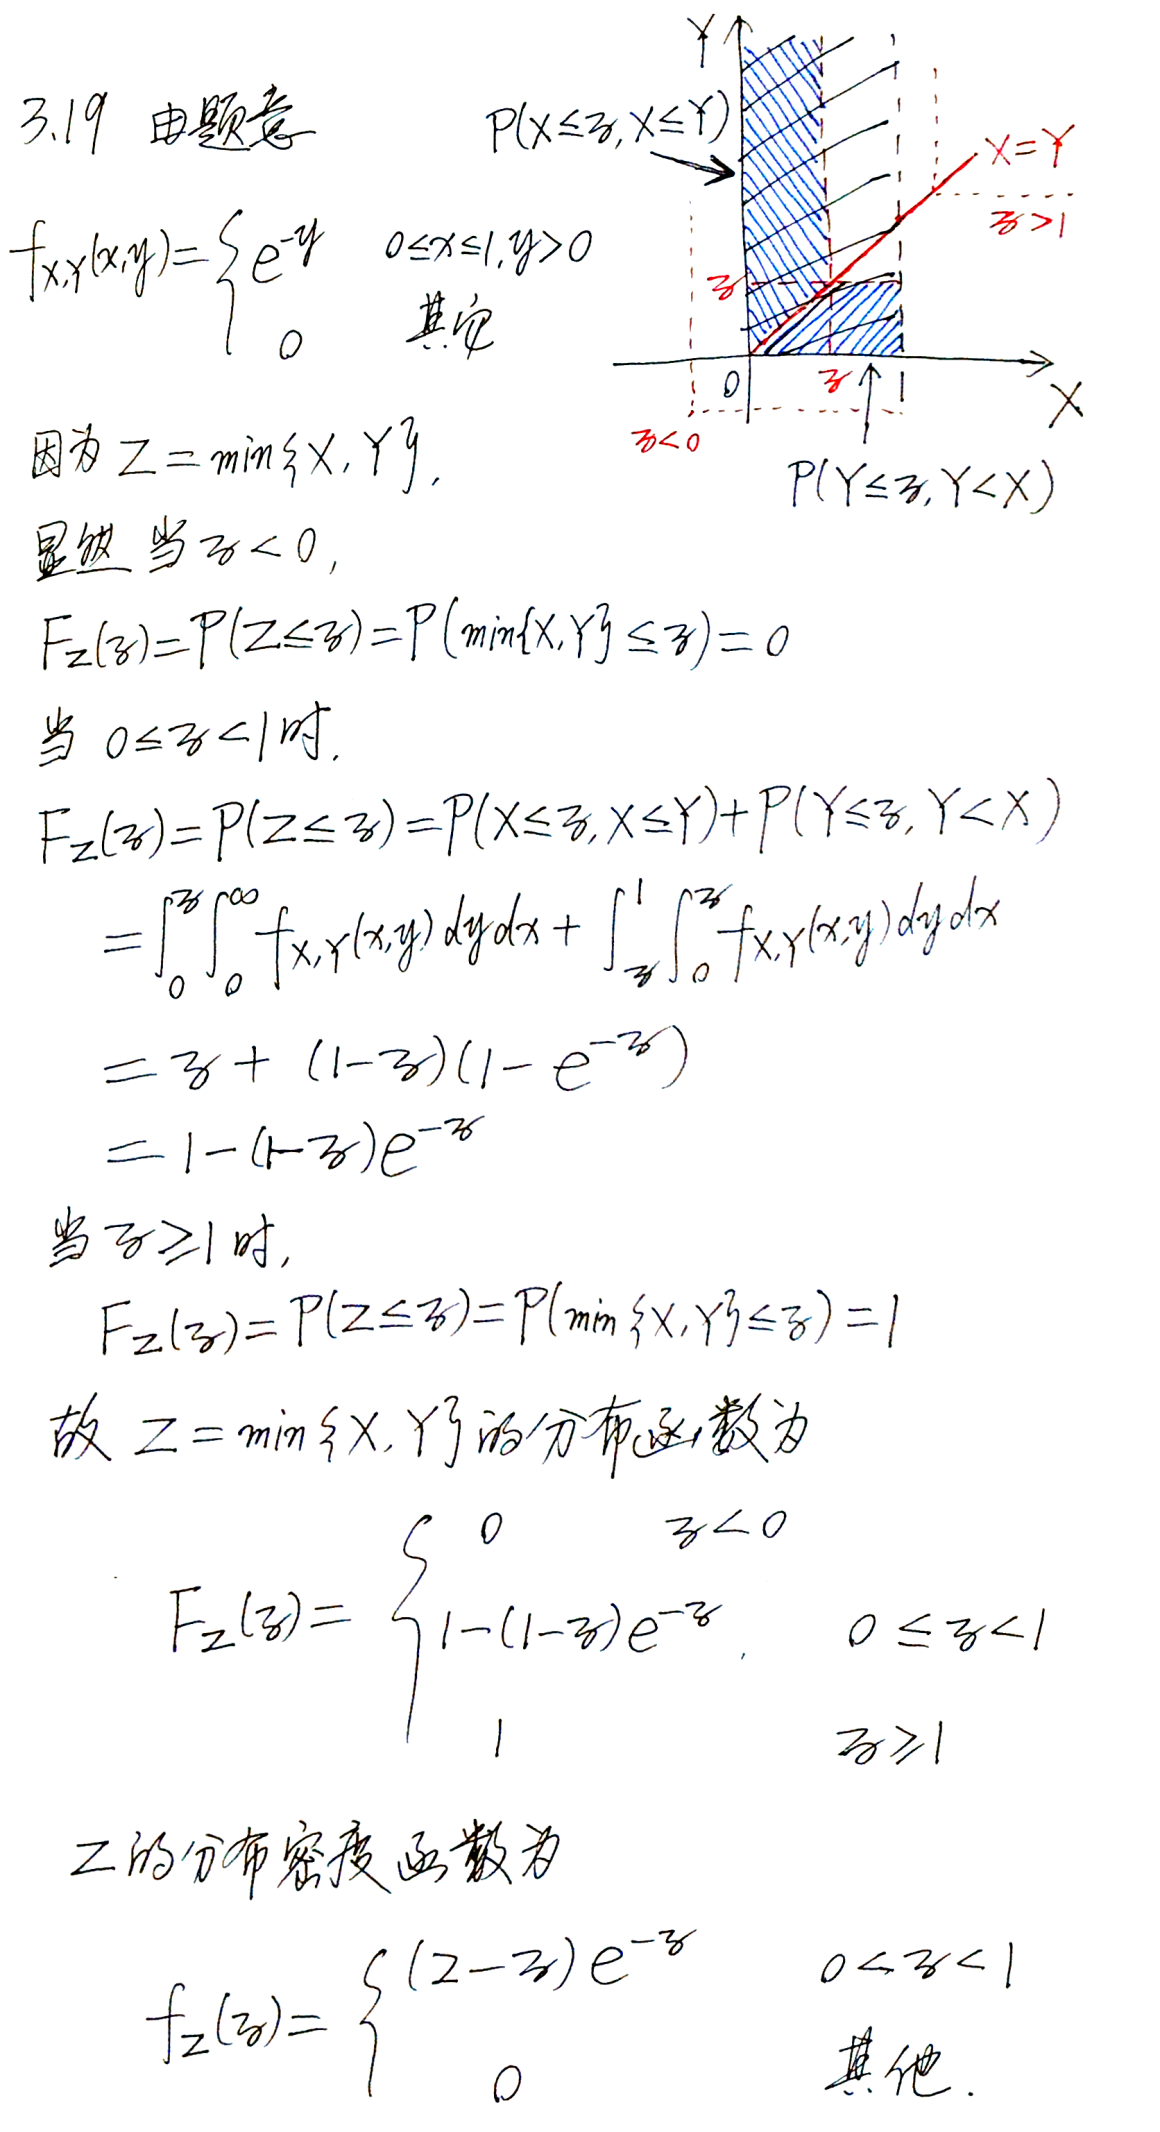 3.19 由题意
f_{X,Y}(x,y) = { e^{-y}  0≤x≤1, y>0
0  其它
Y
P(X≤z, X≤Y)
X=Y
z>1
z
0
z
1
X
z<0
P(Y≤z, Y<X)
因为 Z = min{X, Y},
显然 当 z<0,
F_Z(z) = P(Z≤z) = P(min{X,Y}≤z) = 0
当 0≤z<1时.
F_Z(z) = P(Z≤z) = P(X≤z, X≤Y) + P(Y≤z, Y<X)
= ∫_0^z ∫_0^∞ f_{X,Y}(x,y) dy dx + ∫_z^1 ∫_0^z f_{X,Y}(x,y) dy dx
= z + (1-z)(1-e^{-z})
= 1-(1-z)e^{-z}
当 z≥1时,
F_Z(z) = P(Z≤z) = P(min{X,Y}≤z) = 1
故 Z = min{X,Y}的分布函数为
F_Z(z) = { 0  z<0
1-(1-z)e^{-z},  0≤z<1
1  z≥1
Z的分布密度函数为
f_Z(z) = { (2-z)e^{-z}  0<z<1
0  其他.